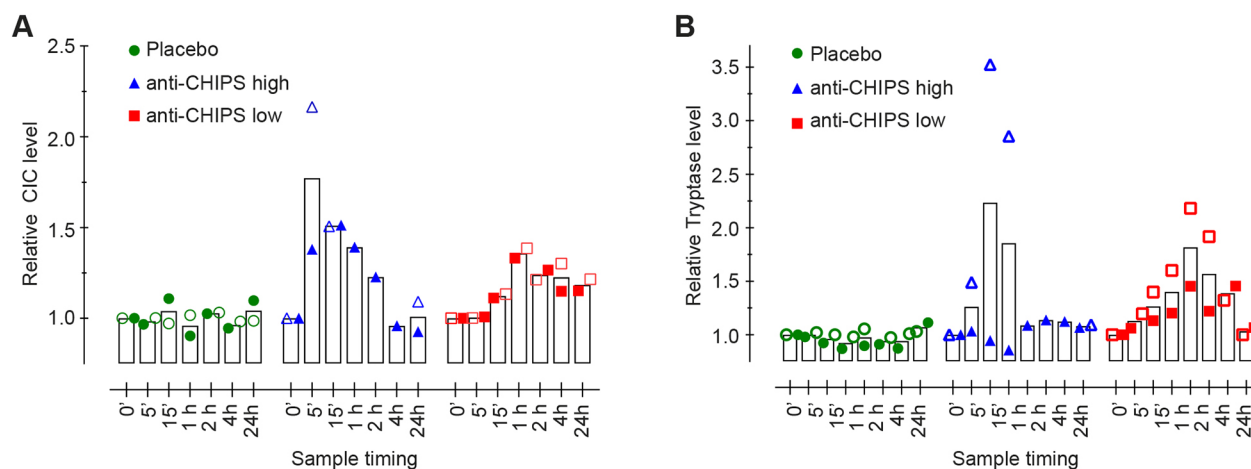 A
Relative CIC level
2.5
2.0
1.5
1.0
Placebo
anti-CHIPS high
anti-CHIPS low
0' 5' 15' 1 h 2 h 4h 24h 0' 5' 15' 1 h 2 h 4h 24h 0' 5' 15' 1 h 2 h 4h 24h
Sample timing
B
Relative Tryptase level
3.5
3.0
2.5
2.0
1.5
1.0
Placebo
anti-CHIPS high
anti-CHIPS low
0' 5' 15' 1 h 2 h 4h 24h 0' 5' 15' 1 h 2 h 4h 24h 0' 5' 15' 1 h 2 h 4h 24h
Sample timing